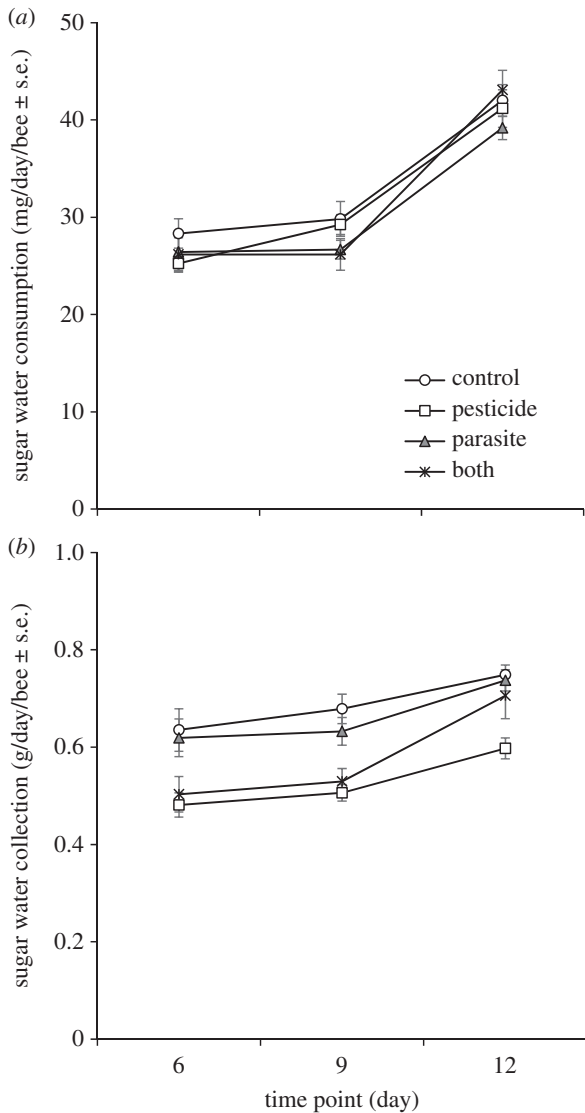 (a)
50
40
30
20
10
0
sugar water consumption (mg/day/bee ± s.e.)
control
pesticide
parasite
both
(b)
1.0
0.8
0.6
0.4
0.2
0
sugar water collection (g/day/bee ± s.e.)
6 9 12
time point (day)